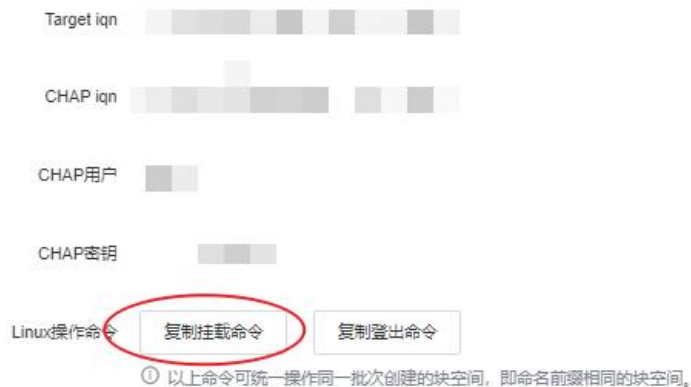 Target iqn
CHAP iqn
CHAP用户
CHAP密钥
Linux操作命令 复制挂载命令 复制登出命令
以上命令可统一操作同一批次创建的块空间，即命名前缀相同的块空间。